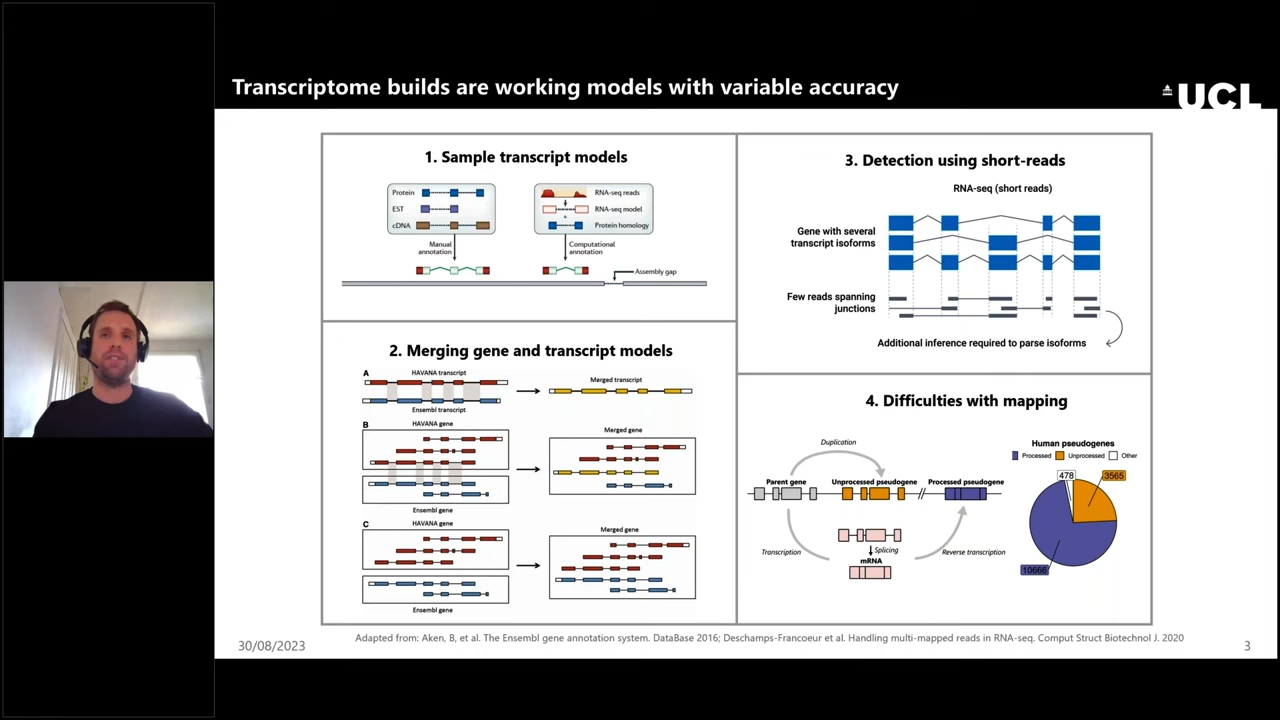 Transcriptome builds are working models with variable accuracy
UCL
1. Sample transcript models
Protein
EST
cDNA
RNA-seq reads
RNA-seq model
+
Protein homology
Manual
annotation
Computational
annotation
Assembly gap
2. Merging gene and transcript models
A
HAVANA transcript
Merged transcript
Ensembl transcript
B
HAVANA gene
Merged gene
Ensembl gene
C
HAVANA gene
Merged gene
Ensembl gene
3. Detection using short-reads
RNA-seq (short reads)
Gene with several
transcript isoforms
Few reads spanning
junctions
Additional inference required to parse isoforms
4. Difficulties with mapping
Duplication
Parent gene
Unprocessed pseudogene
Processed pseudogene
Transcription
Splicing
mRNA
Reverse transcription
Human pseudogenes
Processed
Unprocessed
Other
478
3565
10666
Adapted from: Aken, B, et al. The Ensembl gene annotation system. DataBase 2016; Deschamps-Francoeur et al. Handling multi-mapped reads in RNA-seq. Comput Struct Biotechnol J. 2020
30/08/2023
3